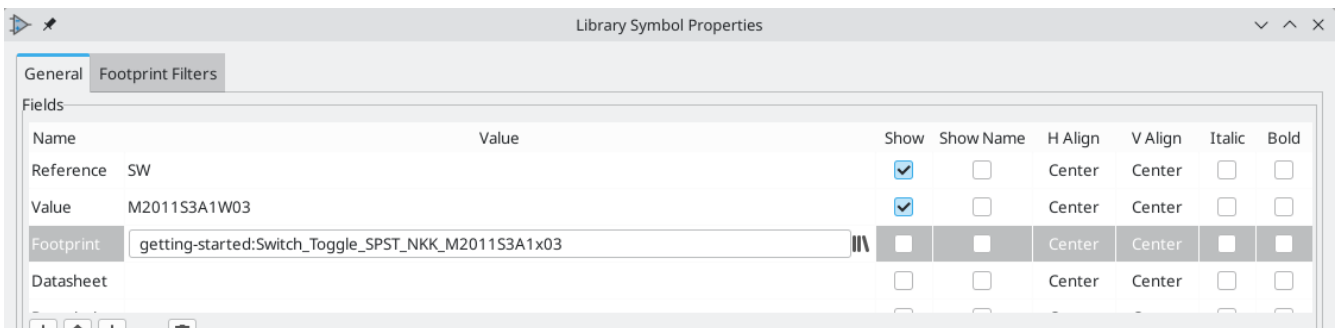 Library Symbol Properties
General Footprint Filters
Fields
Name Value Show Show Name H Align V Align Italic Bold
Reference SW Center Center
Value M2011S3A1W03 Center Center
Footprint getting-started:Switch_Toggle_SPST_NKK_M2011S3A1x03 Center Center
Datasheet Center Center